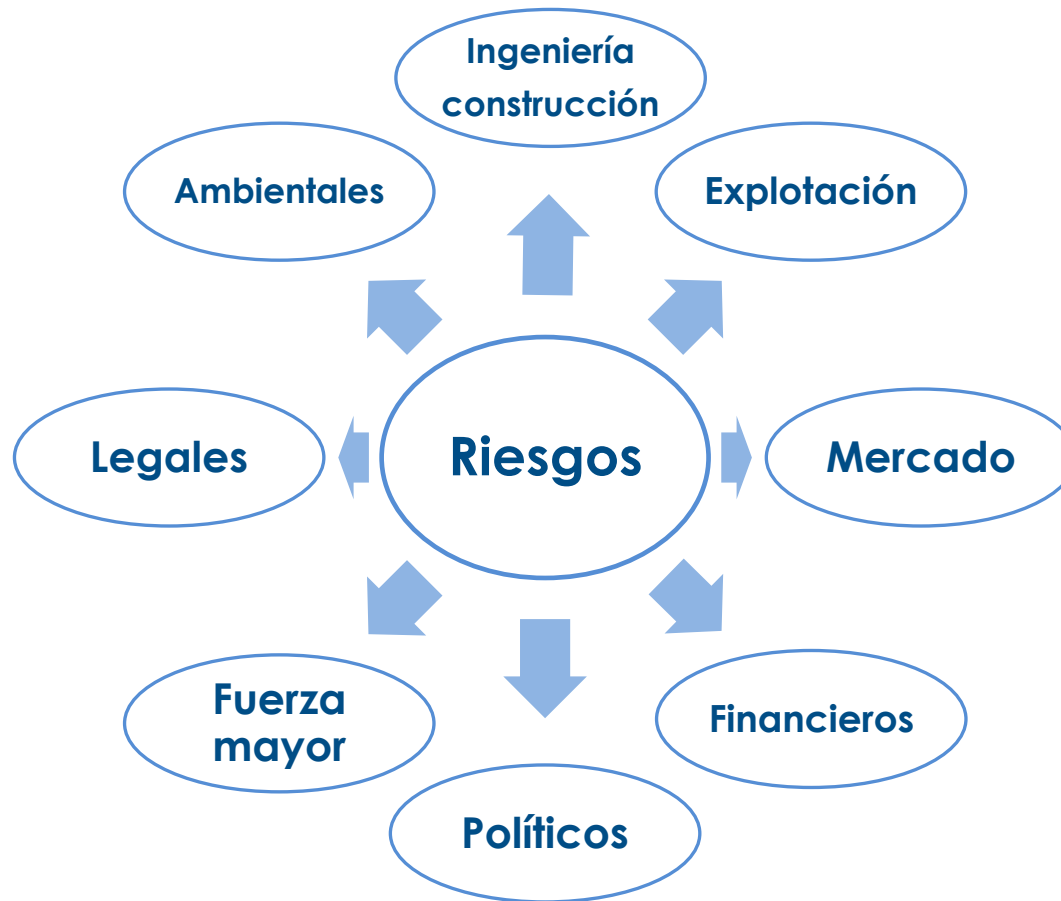 Ingeniería
construcción
Ambientales
Explotación
Legales
Riesgos
Mercado
Fuerza
mayor
Financieros
Políticos